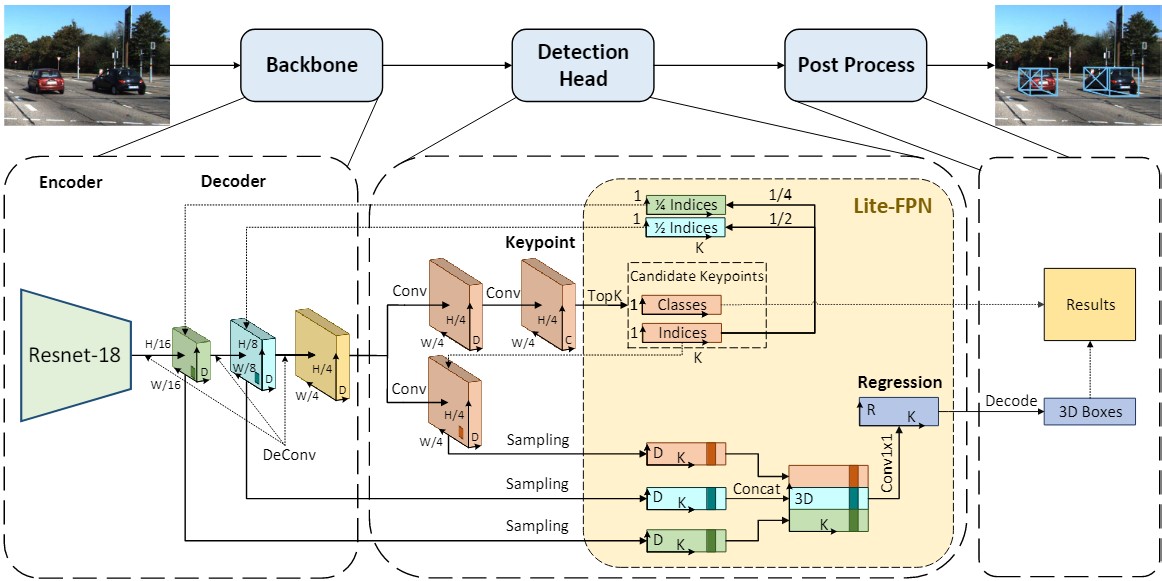 Backbone
Detection
Head
Post Process
Encoder
Decoder
Resnet-18
H/16
W/16
D
H/8
W/8
D
H/4
W/4
D
DeConv
Keypoint
Conv
H/4
W/4
D
Conv
H/4
W/4
C
TopK
Conv
H/4
W/4
D
Lite-FPN
1
¼ Indices
1/4
1
½ Indices
1/2
K
Candidate Keypoints
1
Classes
1
Indices
K
Sampling
D
K
Sampling
D
K
Sampling
D
K
Concat
3D
K
Conv1x1
Regression
R
K
Decode
Results
3D Boxes